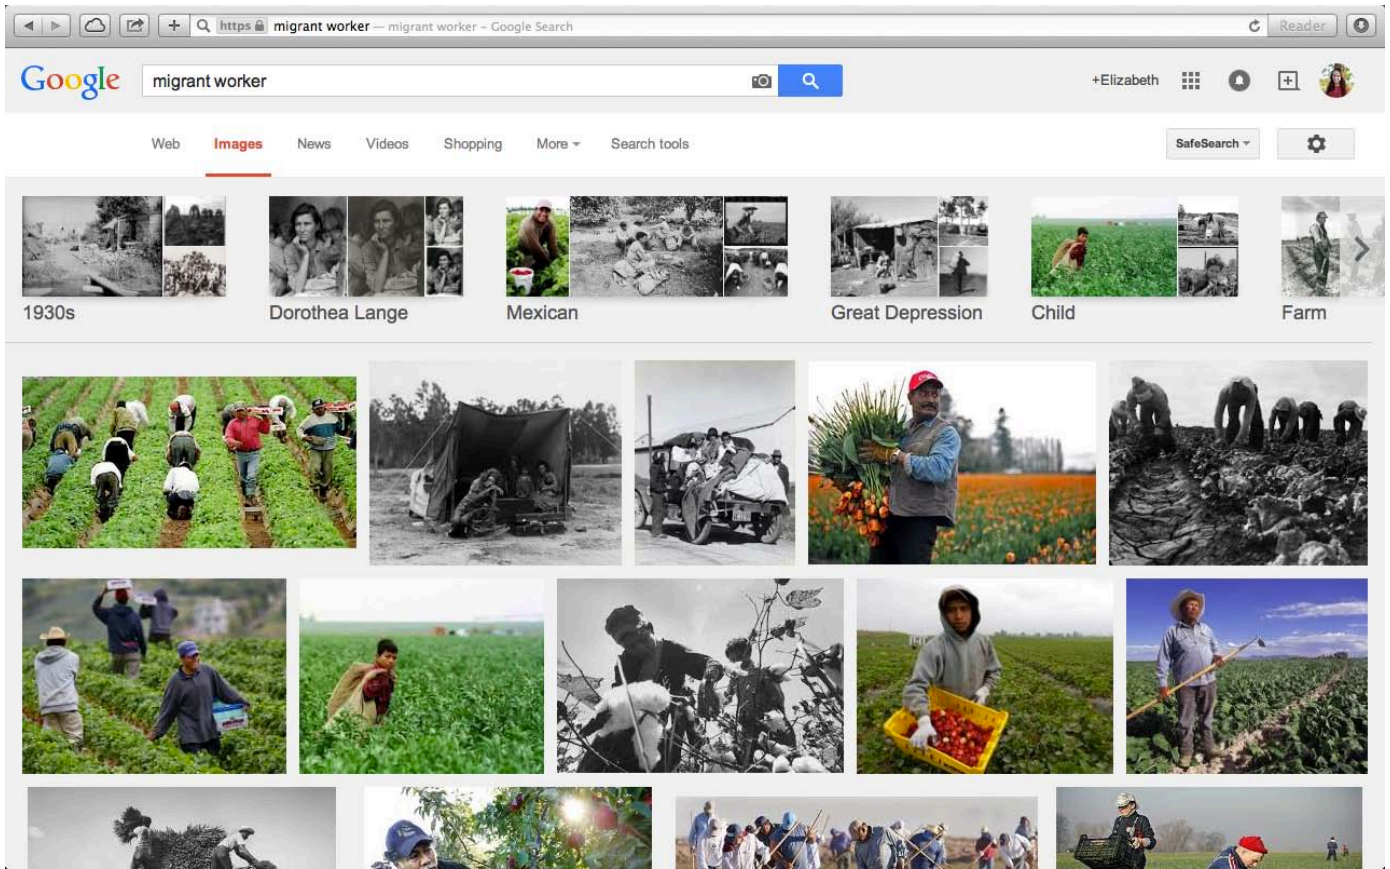 https migrant worker — migrant worker – Google Search
Reader
Google
migrant worker
+Elizabeth
Web Images News Videos Shopping More Search tools
SafeSearch
1930s Dorothea Lange Mexican Great Depression Child Farm